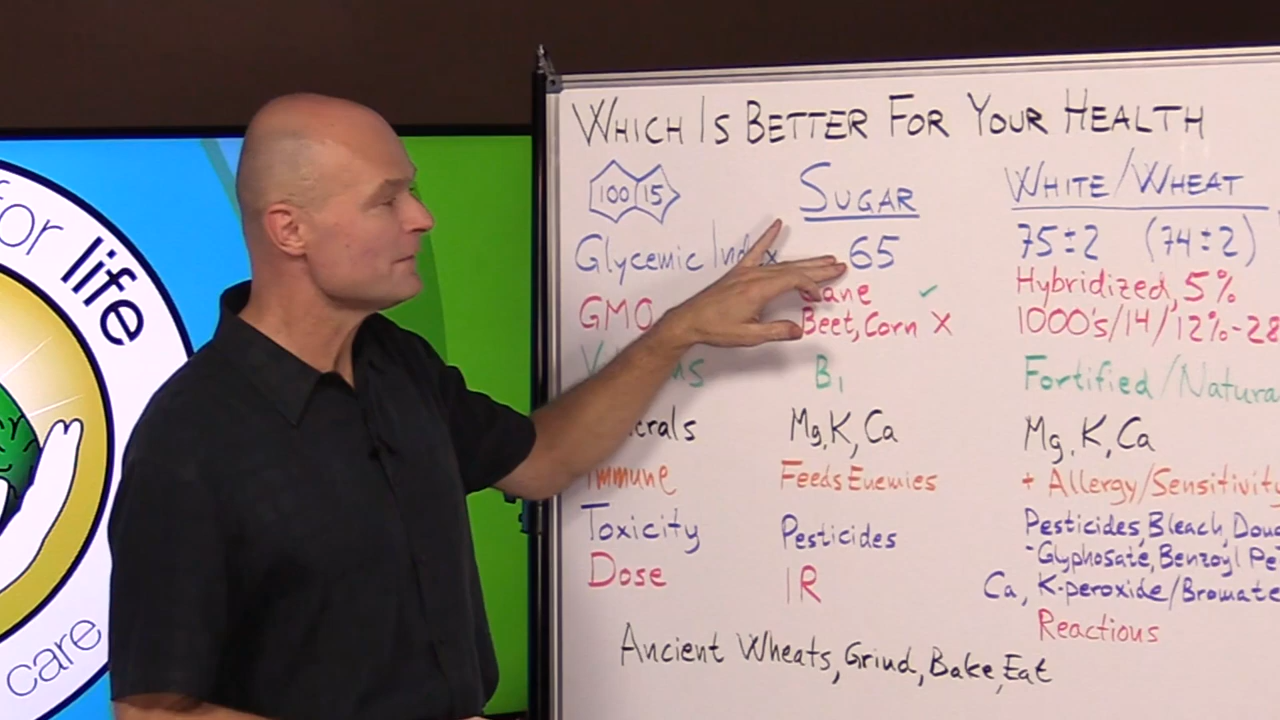 for life
care
WHICH IS BETTER FOR YOUR HEALTH
100 15 SUGAR WHITE/WHEAT
Glycemic Index 65 75±2 (74±2)
GMO Cane ✓ Hybridized, 5%
Beet, Corn X 1000's/14/12%-28
B1 Fortified/Natura
Mg, K, Ca Mg, K, Ca
Immune Feeds Enemies + Allergy/Sensitivity
Toxicity Pesticides Pesticides, Bleach, Dou
-Glyphosate, Benzoyl Pe
Dose IR Ca, K-peroxide/Bromate
Reactions
Ancient Wheats, Grind, Bake, Eat